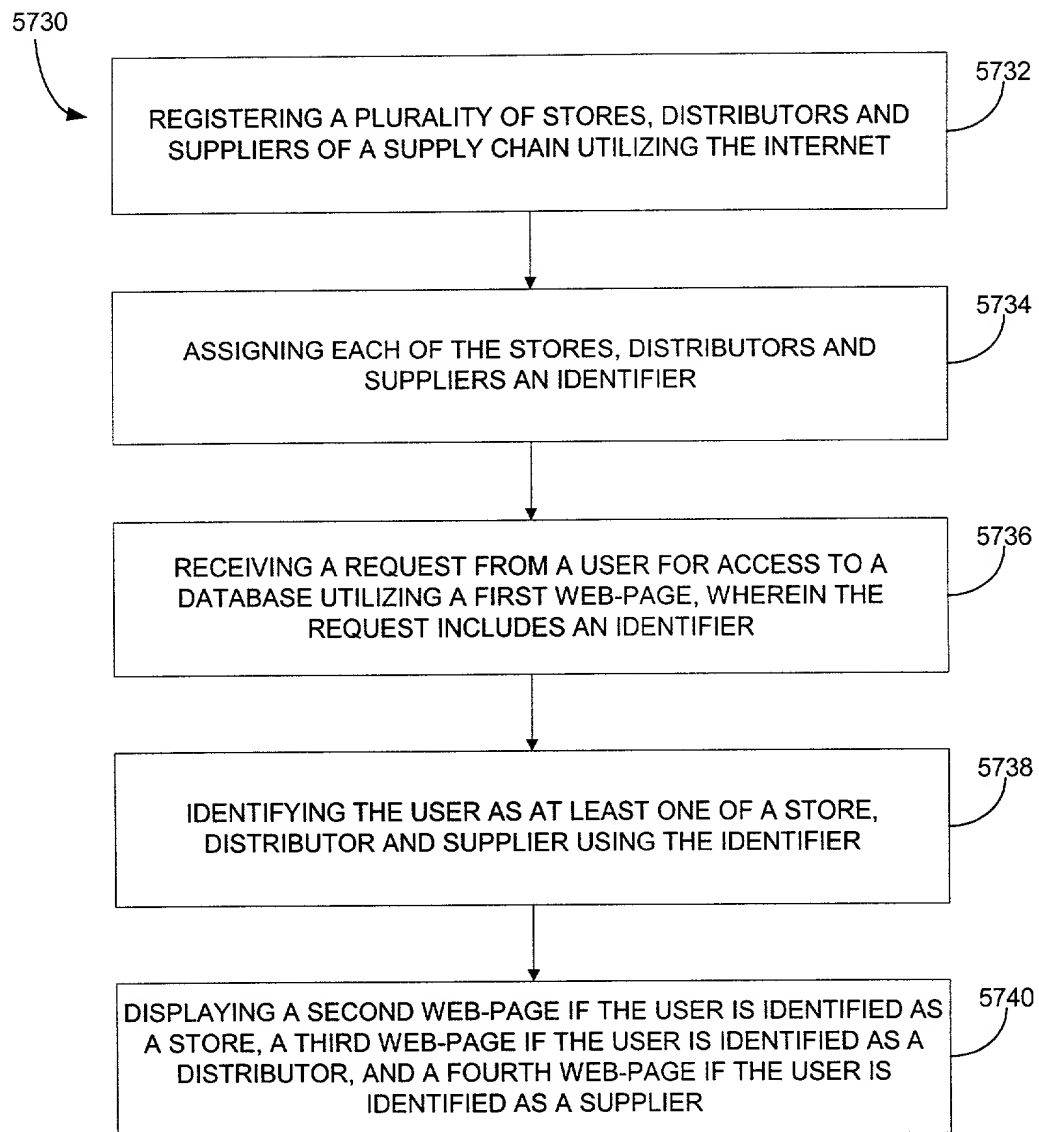 5730
5732
REGISTERING A PLURALITY OF STORES, DISTRIBUTORS AND
SUPPLIERS OF A SUPPLY CHAIN UTILIZING THE INTERNET
5734
ASSIGNING EACH OF THE STORES, DISTRIBUTORS AND
SUPPLIERS AN IDENTIFIER
5736
RECEIVING A REQUEST FROM A USER FOR ACCESS TO A
DATABASE UTILIZING A FIRST WEB-PAGE, WHEREIN THE
REQUEST INCLUDES AN IDENTIFIER
5738
IDENTIFYING THE USER AS AT LEAST ONE OF A STORE,
DISTRIBUTOR AND SUPPLIER USING THE IDENTIFIER
5740
DISPLAYING A SECOND WEB-PAGE IF THE USER IS IDENTIFIED AS
A STORE, A THIRD WEB-PAGE IF THE USER IS IDENTIFIED AS A
DISTRIBUTOR, AND A FOURTH WEB-PAGE IF THE USER IS
IDENTIFIED AS A SUPPLIER